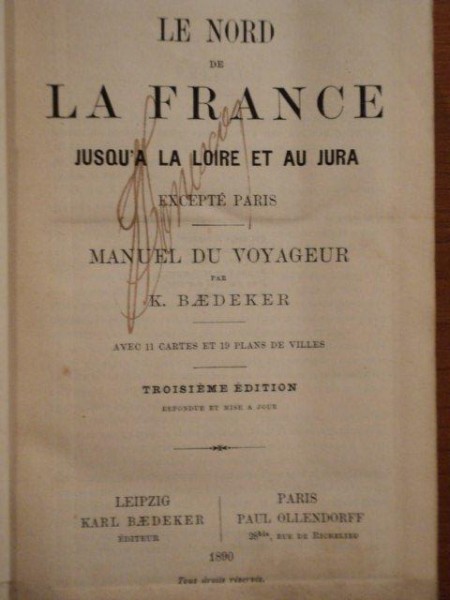 LE NORD
DE
LA FRANCE
JUSQU'A LA LOIRE ET AU JURA
EXCEPTÉ PARIS
MANUEL DU VOYAGEUR
PAR
K. BÆDEKER
AVEC 11 CARTES ET 19 PLANS DE VILLES
TROISIÈME ÉDITION
REFONDUE ET MISE A JOUR
LEIPZIG
KARL BÆDEKER
ÉDITEUR
PARIS
PAUL OLLENDORFF
28bis, RUE DE RICHELIEU
1890
Tous droits réservés.